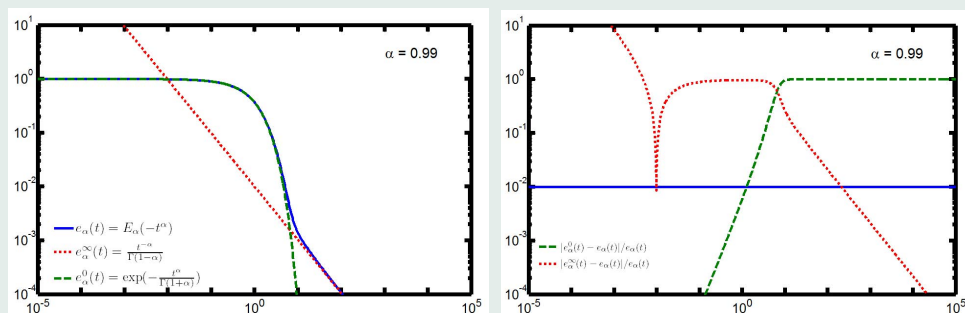 10^1
10^0
10^-1
10^-2
10^-3
10^-4
10^-5
10^0
10^5
α = 0.99
e_α(t) = E_α(-t^α)
e_α^∞(t) = t^-α / Γ(1-α)
e_α^0(t) = exp(-t^α / Γ(1+α))
10^1
10^0
10^-1
10^-2
10^-3
10^-4
10^-5
10^0
10^5
α = 0.99
|e_α^0(t) - e_α(t)|/e_α(t)
|e_α^∞(t) - e_α(t)|/e_α(t)